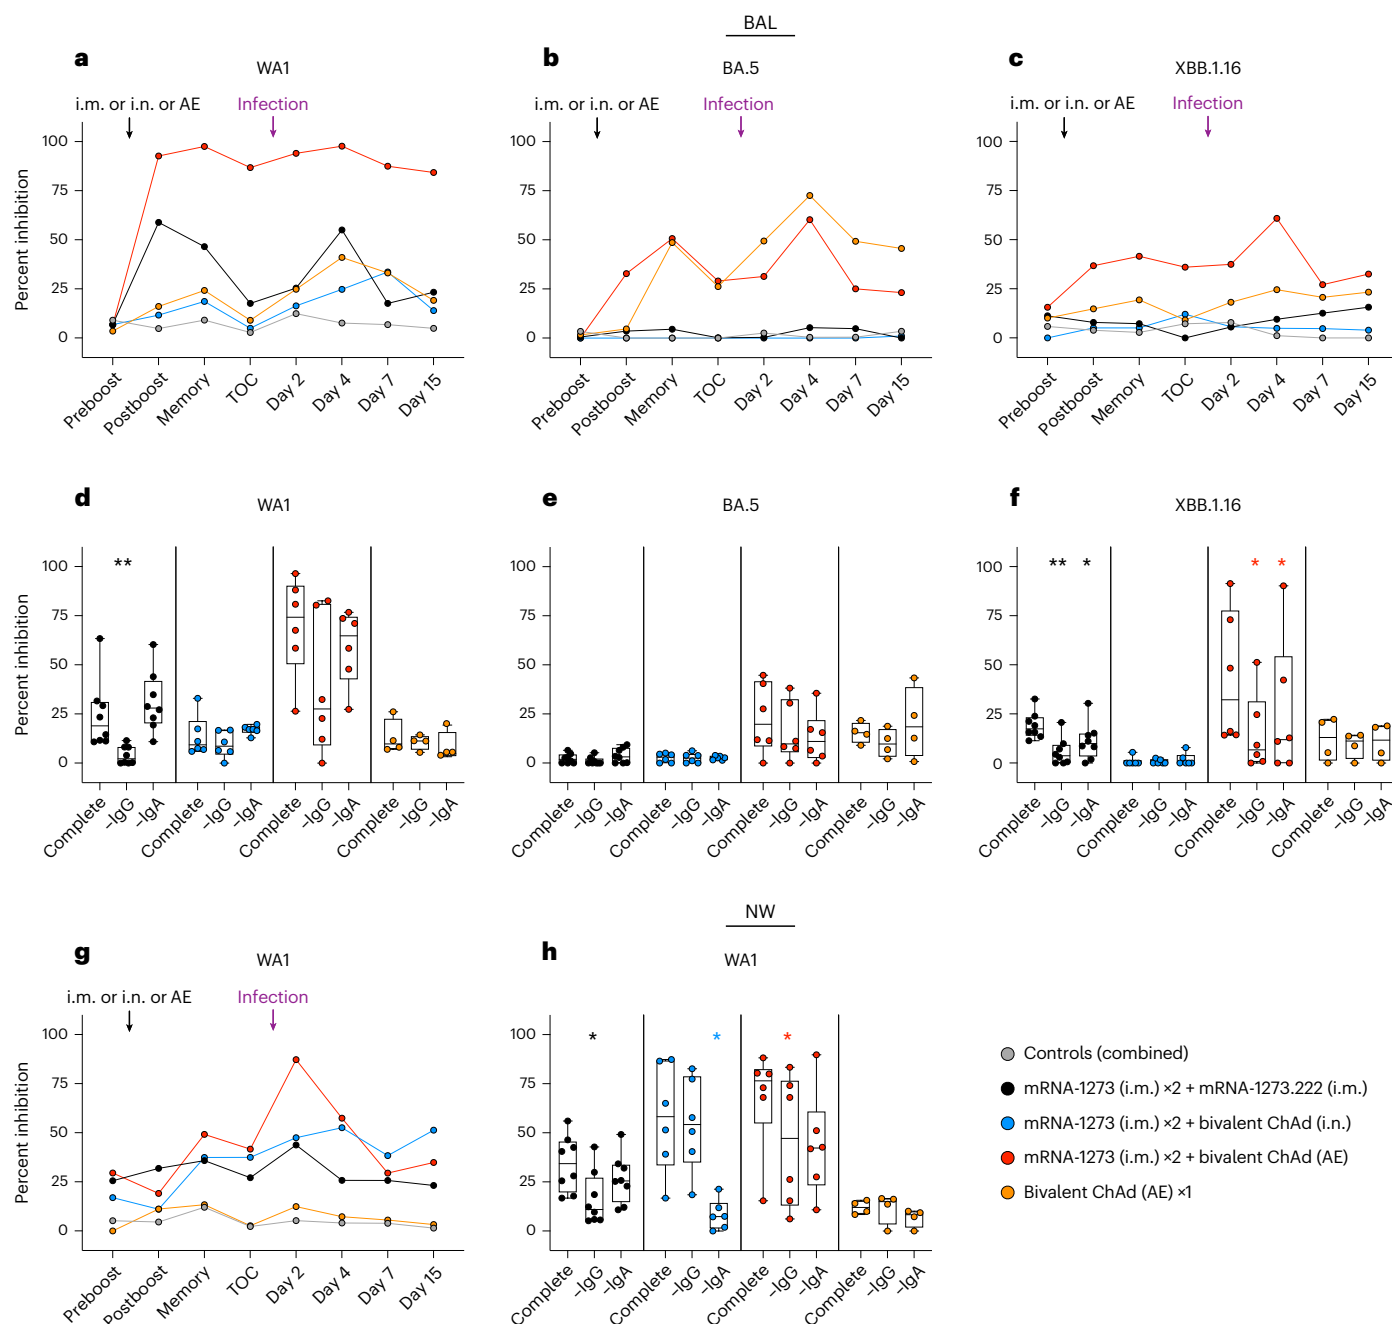 BAL
a
WA1
i.m. or i.n. or AE
Infection
Percent inhibition
100
75
50
25
0
Preboost
Postboost
Memory
TOC
Day 2
Day 4
Day 7
Day 15
b
BA.5
i.m. or i.n. or AE
Infection
100
75
50
25
0
Preboost
Postboost
Memory
TOC
Day 2
Day 4
Day 7
Day 15
c
XBB.1.16
i.m. or i.n. or AE
Infection
100
75
50
25
0
Preboost
Postboost
Memory
TOC
Day 2
Day 4
Day 7
Day 15
d
WA1
Percent inhibition
100
75
50
25
0
**
Complete
–IgG
–IgA
Complete
–IgG
–IgA
Complete
–IgG
–IgA
Complete
–IgG
–IgA
e
BA.5
100
75
50
25
0
Complete
–IgG
–IgA
Complete
–IgG
–IgA
Complete
–IgG
–IgA
Complete
–IgG
–IgA
f
XBB.1.16
100
75
50
25
0
** * * *
Complete
–IgG
–IgA
Complete
–IgG
–IgA
Complete
–IgG
–IgA
Complete
–IgG
–IgA
NW
g
WA1
i.m. or i.n. or AE
Infection
Percent inhibition
100
75
50
25
0
Preboost
Postboost
Memory
TOC
Day 2
Day 4
Day 7
Day 15
h
WA1
100
75
50
25
0
* * *
Complete
–IgG
–IgA
Complete
–IgG
–IgA
Complete
–IgG
–IgA
Complete
–IgG
–IgA
Controls (combined)
mRNA-1273 (i.m.) ×2 + mRNA-1273.222 (i.m.)
mRNA-1273 (i.m.) ×2 + bivalent ChAd (i.n.)
mRNA-1273 (i.m.) ×2 + bivalent ChAd (AE)
Bivalent ChAd (AE) ×1